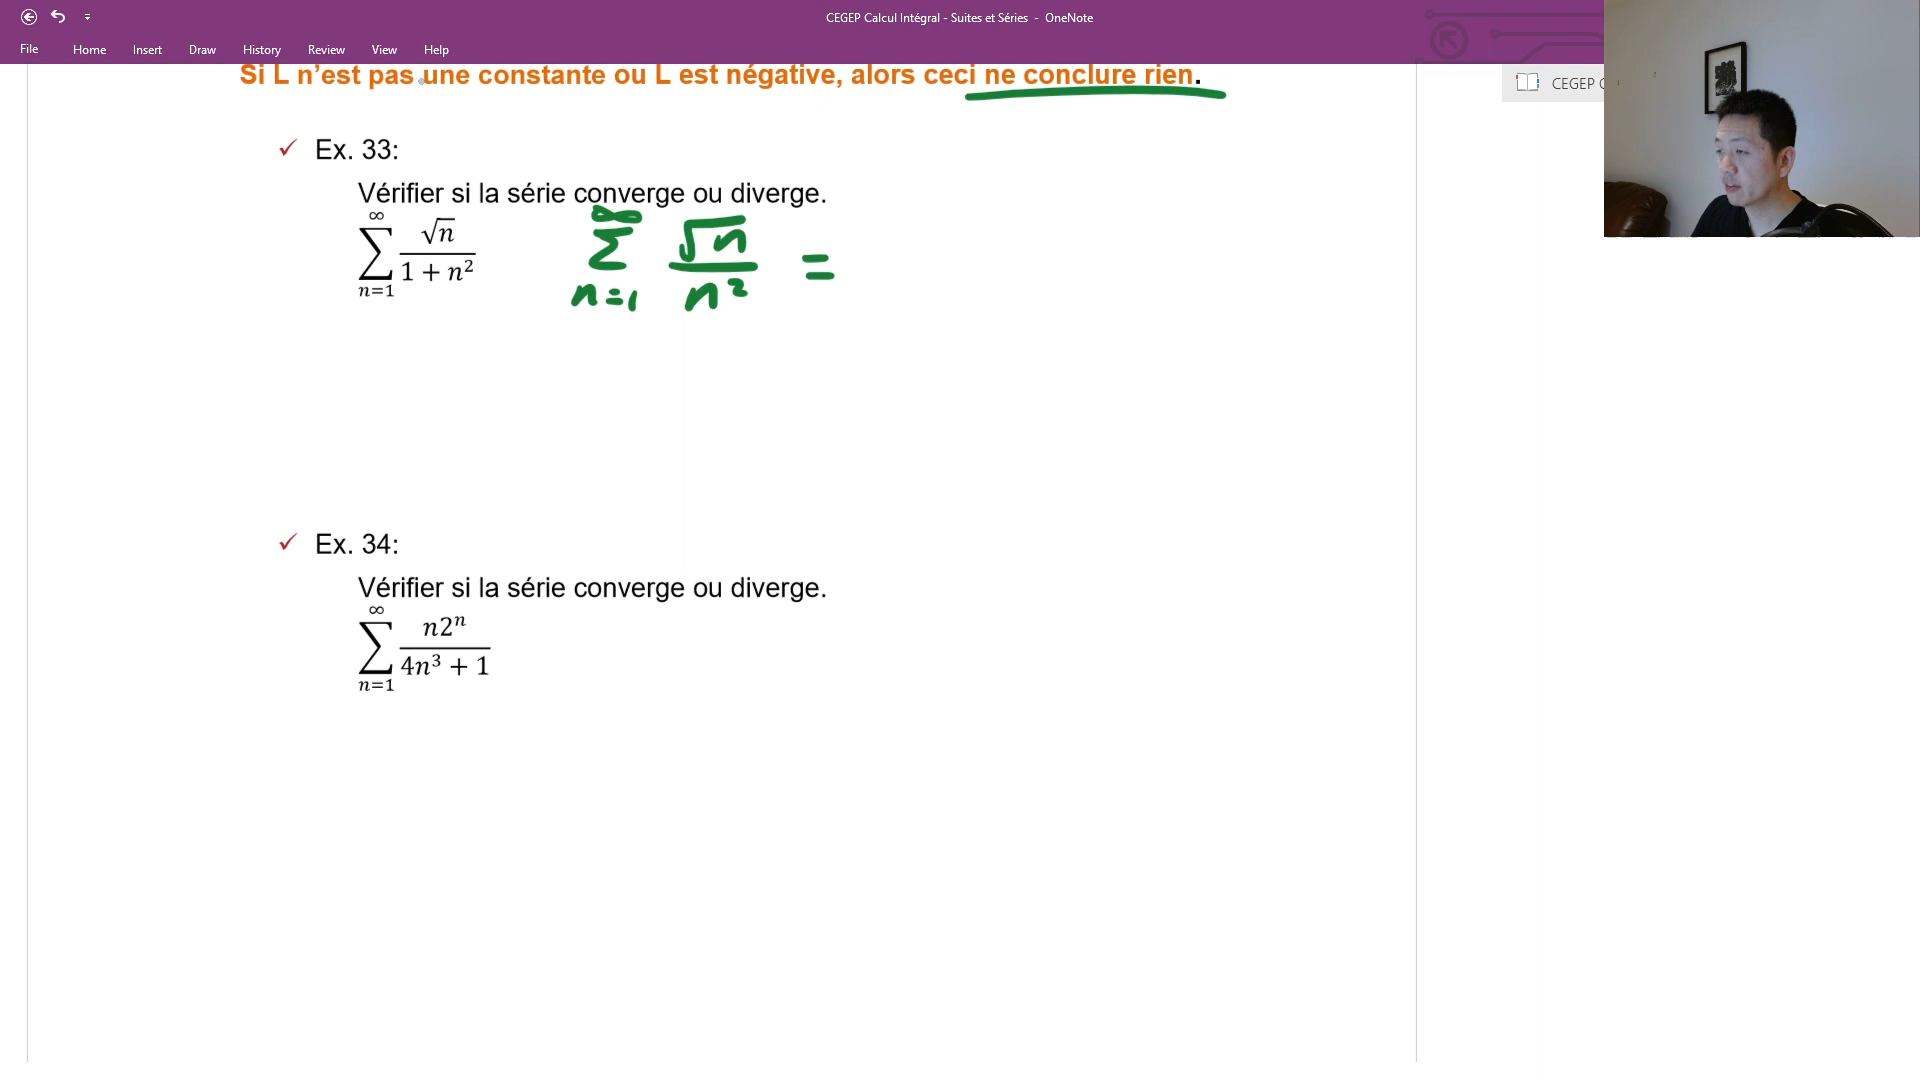 CEGEP Calcul Intégral - Suites et Séries - OneNote
File Home Insert Draw History Review View Help
Si L n'est pas une constante ou L est négative, alors ceci ne conclure rien.
CEGEP C
✓ Ex. 33:
Vérifier si la série converge ou diverge.
∑_{n=1}^{∞} √n / (1 + n²)
∑_{n=1}^{∞} √n / n² =
✓ Ex. 34:
Vérifier si la série converge ou diverge.
∑_{n=1}^{∞} n2ⁿ / (4n³ + 1)